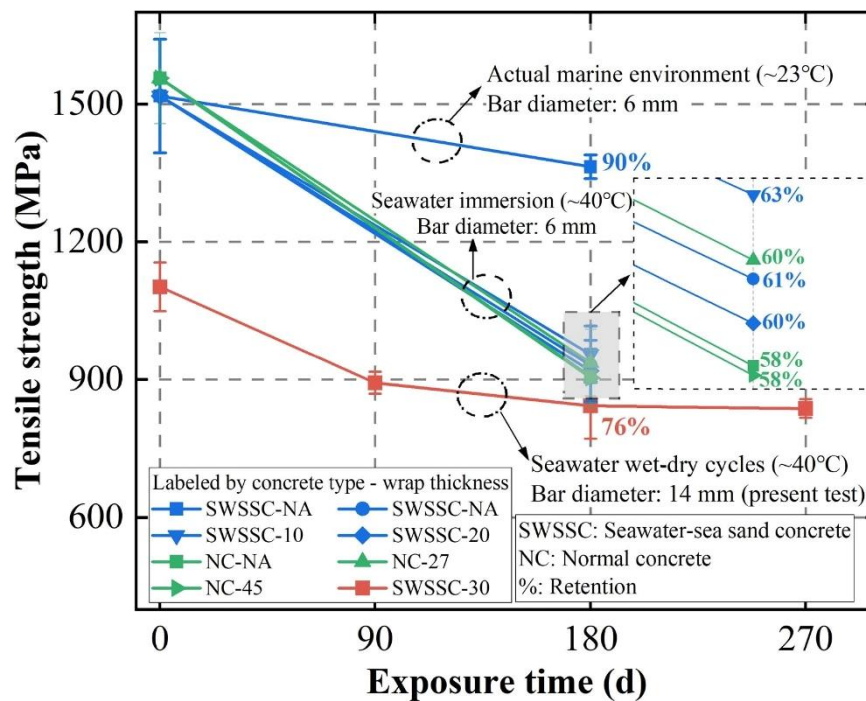 Tensile strength (MPa)
1500
1200
900
600
Actual marine environment (~23℃)
Bar diameter: 6 mm
90%
Seawater immersion (~40℃)
Bar diameter: 6 mm
63%
60%
61%
60%
58%
58%
76%
Seawater wet-dry cycles (~40℃)
Bar diameter: 14 mm (present test)
Labeled by concrete type - wrap thickness
SWSSC-NA SWSSC-NA
SWSSC-10 SWSSC-20
NC-NA NC-27
NC-45 SWSSC-30
SWSSC: Seawater-sea sand concrete
NC: Normal concrete
%: Retention
0 90 180 270
Exposure time (d)